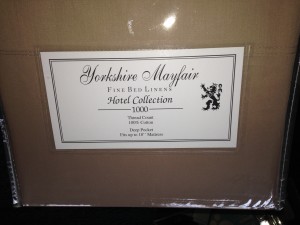 Yorkshire Mayfair
FINE BED LINENS
Hotel Collection
1000
Thread Count
100% Cotton
Deep Pocket
Fits up to 18" Mattress